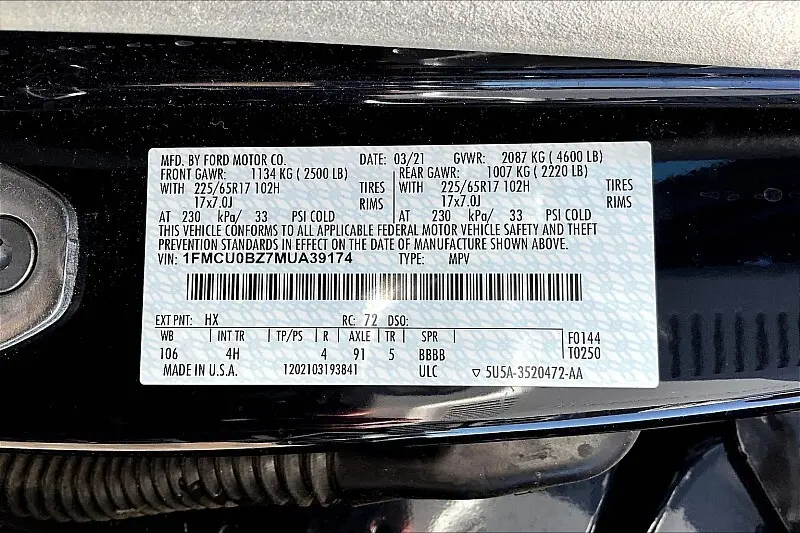 MFD. BY FORD MOTOR CO. DATE: 03/21 GVWR: 2087 KG ( 4600 LB)
FRONT GAWR: 1134 KG ( 2500 LB) REAR GAWR: 1007 KG ( 2220 LB)
WITH 225/65R17 102H TIRES WITH 225/65R17 102H TIRES
17x7.0J RIMS 17x7.0J RIMS
AT 230 kPa/ 33 PSI COLD AT 230 kPa/ 33 PSI COLD
THIS VEHICLE CONFORMS TO ALL APPLICABLE FEDERAL MOTOR VEHICLE SAFETY AND THEFT
PREVENTION STANDARDS IN EFFECT ON THE DATE OF MANUFACTURE SHOWN ABOVE.
VIN: 1FMCU0BZ7MUA39174 TYPE: MPV
EXT PNT: HX RC: 72 DSO:
WB INT TR TP/PS R AXLE TR SPR F0144
106 4H 4 91 5 BBBB T0250
MADE IN U.S.A. 1202103193841 ULC ▽ 5U5A-3520472-AA